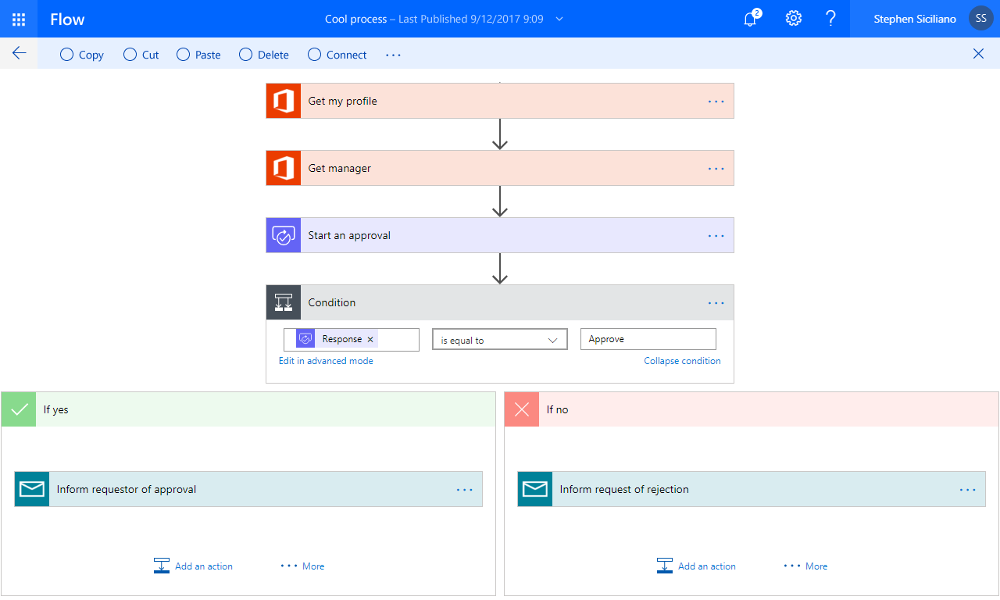 Flow
Cool process – Last Published 9/12/2017 9:09
2
Stephen Siciliano
SS
Copy Cut Paste Delete Connect
Get my profile
Get manager
Start an approval
Condition
Response × is equal to Approve
Edit in advanced mode Collapse condition
If yes
If no
Inform requestor of approval
Inform request of rejection
Add an action More
Add an action More